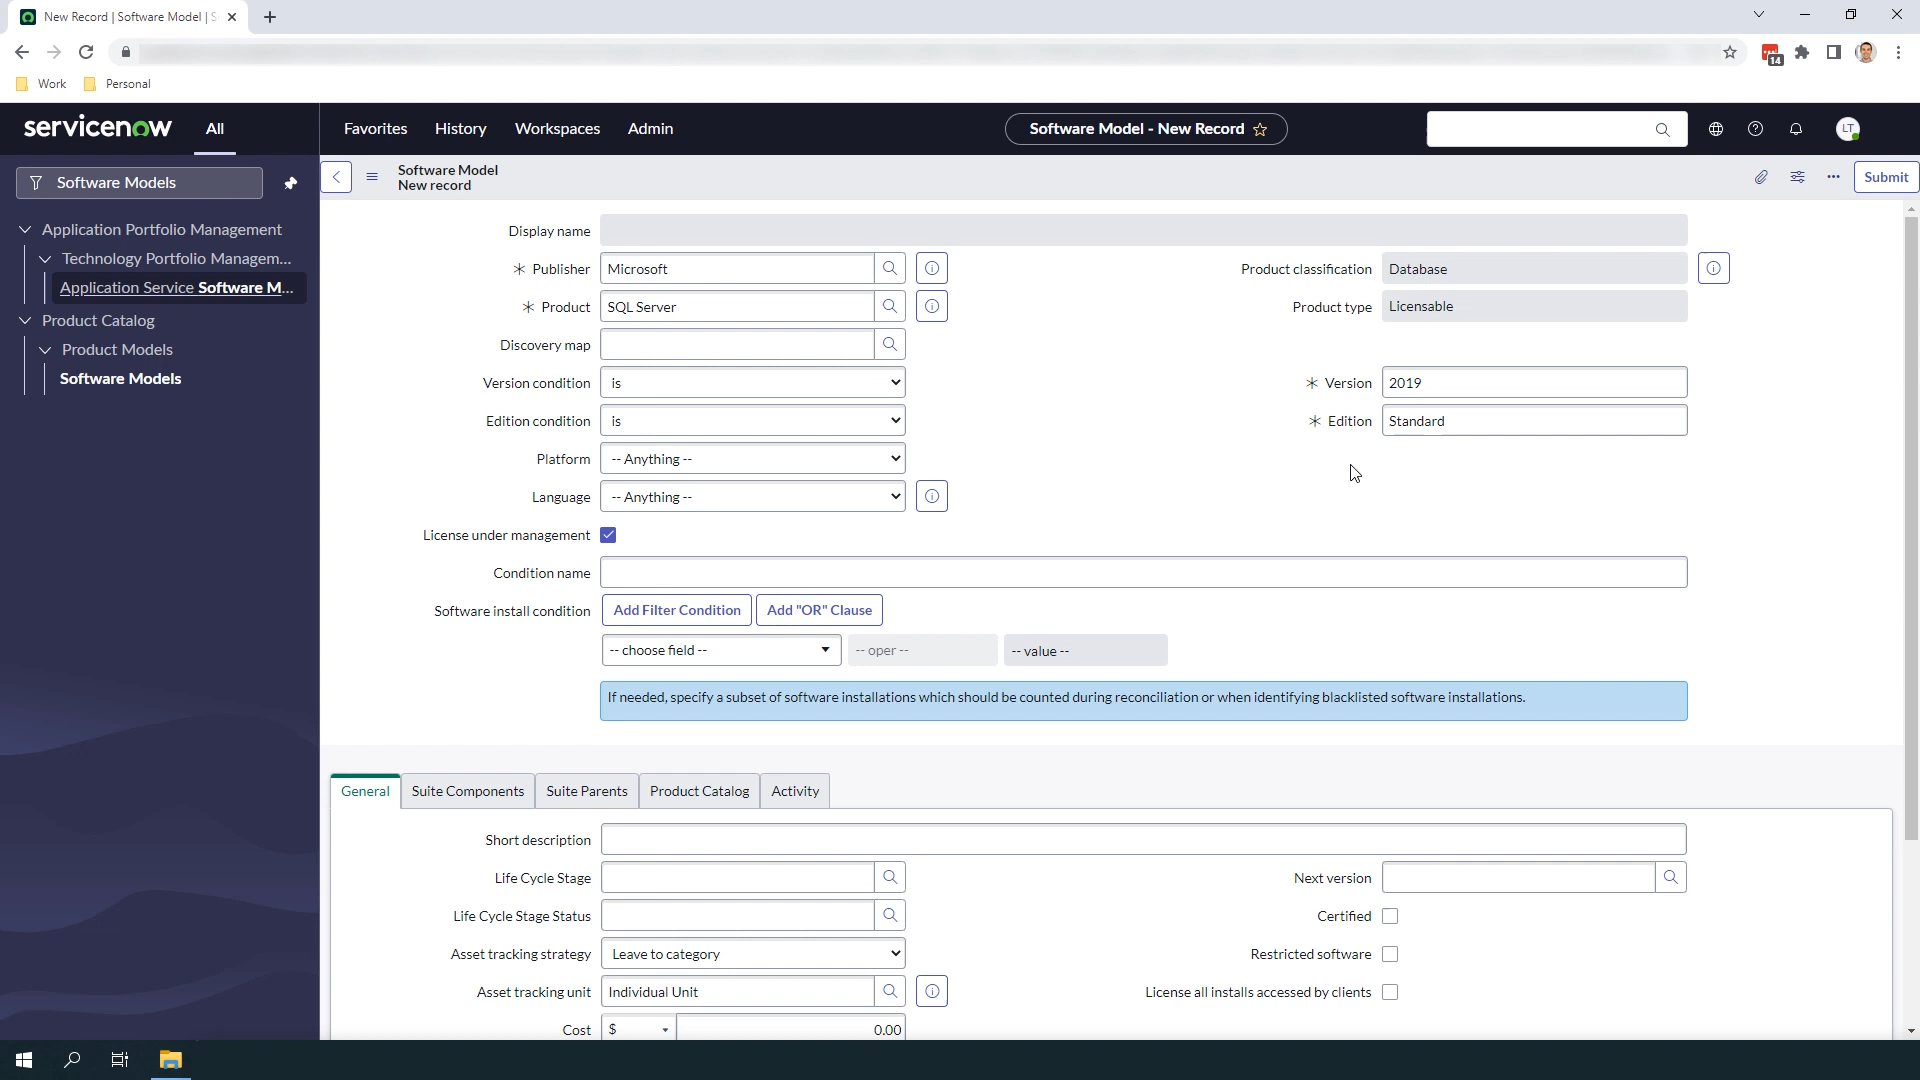 New Record | Software Model | S
Work
Personal
14
servicenow
All
Favorites
History
Workspaces
Admin
Software Model - New Record
LT
Software Models
Software Model
New record
Submit
Application Portfolio Management
Technology Portfolio Managem...
Application Service Software M...
Product Catalog
Product Models
Software Models
Display name
Publisher
Microsoft
Product classification
Database
Product
SQL Server
Product type
Licensable
Discovery map
Version condition
is
Version
2019
Edition condition
is
Edition
Standard
Platform
-- Anything --
Language
-- Anything --
License under management
Condition name
Software install condition
Add Filter Condition
Add "OR" Clause
-- choose field --
-- oper --
-- value --
If needed, specify a subset of software installations which should be counted during reconciliation or when identifying blacklisted software installations.
General
Suite Components
Suite Parents
Product Catalog
Activity
Short description
Life Cycle Stage
Next version
Life Cycle Stage Status
Certified
Asset tracking strategy
Leave to category
Restricted software
Asset tracking unit
Individual Unit
License all installs accessed by clients
Cost
$
0.00